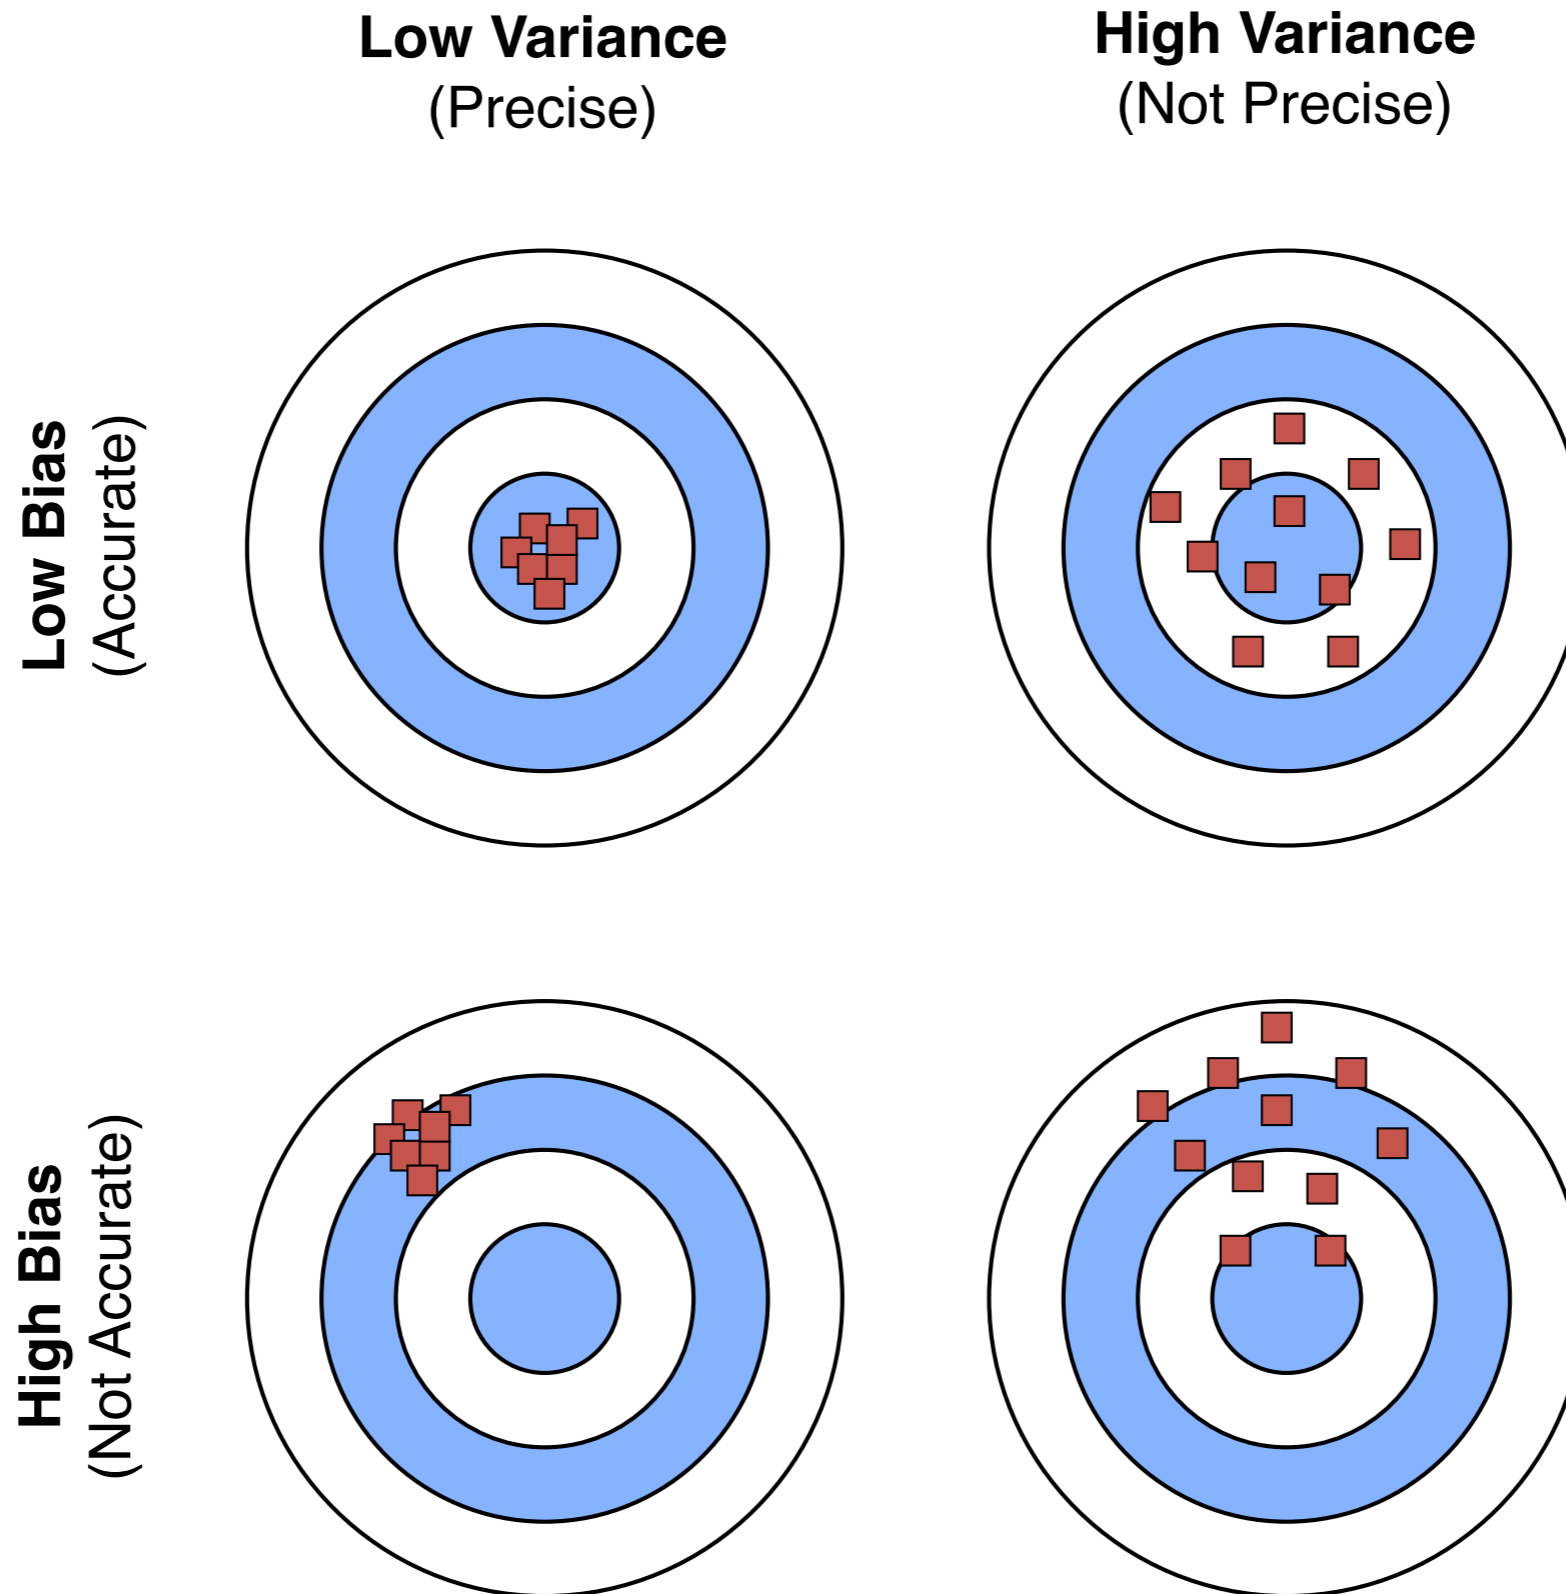 Low Variance
(Precise)
High Variance
(Not Precise)
Low Bias
(Accurate)
High Bias
(Not Accurate)